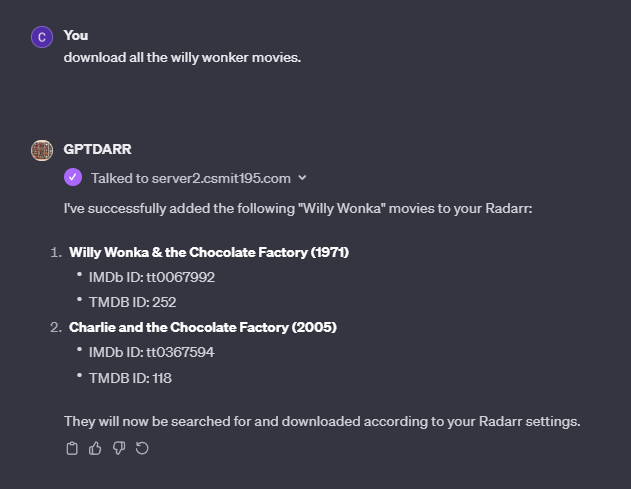 C
You
download all the willy wonker movies.
GPTDARR
Talked to server2.csmit195.com
I've successfully added the following "Willy Wonka" movies to your Radarr:
1. Willy Wonka & the Chocolate Factory (1971)
• IMDb ID: tt0067992
• TMDB ID: 252
2. Charlie and the Chocolate Factory (2005)
• IMDb ID: tt0367594
• TMDB ID: 118
They will now be searched for and downloaded according to your Radarr settings.